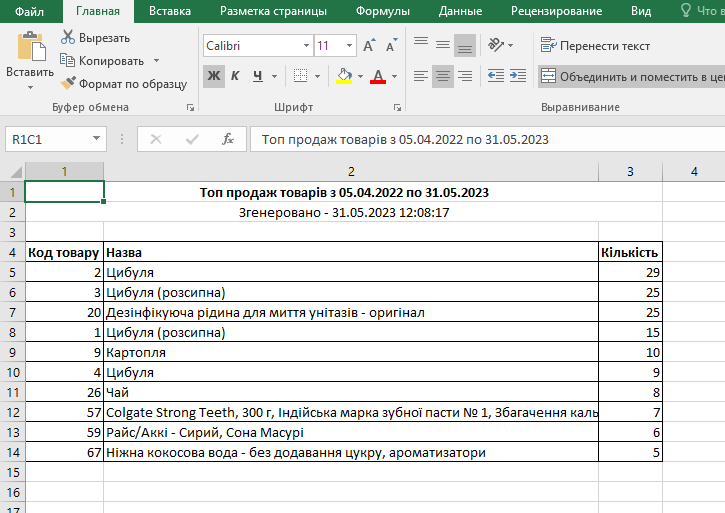 Файл Главная Вставка Разметка страницы Формулы Данные Рецензирование Вид Что в
Вставить
Вырезать
Копировать
Формат по образцу
Буфер обмена
Calibri 11 A A
Ж К Ч A
Шрифт
Перенести текст
Объединить и поместить в це
Выравнивание
R1C1 fx Топ продаж товарів з 05.04.2022 по 31.05.2023
1 2 3 4
1 Топ продаж товарів з 05.04.2022 по 31.05.2023
2 Згенеровано - 31.05.2023 12:08:17
3
4 Код товару Назва Кількість
5 2 Цибуля 29
6 3 Цибуля (розсипна) 25
7 20 Дезінфікуюча рідина для миття унітазів - оригінал 25
8 1 Цибуля (розсипна) 15
9 9 Картопля 10
10 4 Цибуля 9
11 26 Чай 8
12 57 Colgate Strong Teeth, 300 г, Індійська марка зубної пасти № 1, Збагачення каль 7
13 59 Райс/Аккі - Сирий, Сона Масурі 6
14 67 Ніжна кокосова вода - без додавання цукру, ароматизатори 5
15
16
17